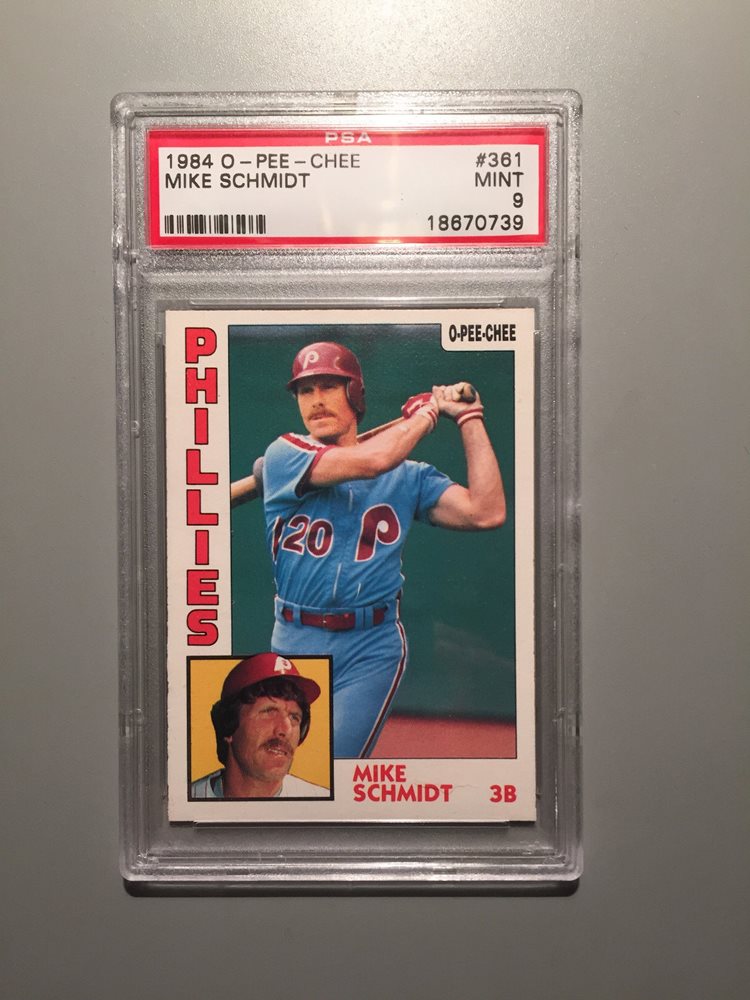 PSA
1984 O-PEE-CHEE #361
MIKE SCHMIDT MINT
9
18670739
O-PEE-CHEE
PHILLIES
P
20 P
P
MIKE
SCHMIDT 3B